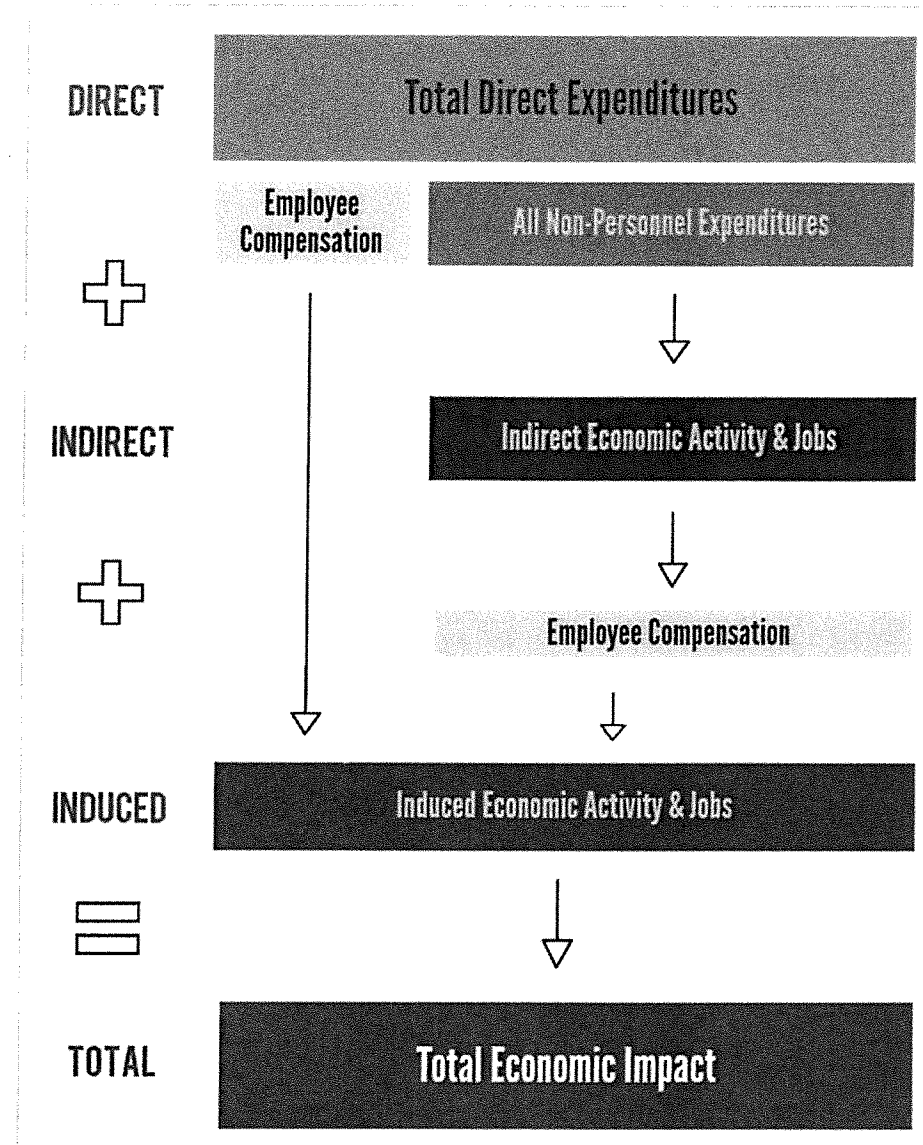 DIRECT
Total Direct Expenditures
Employee
Compensation
All Non-Personnel Expenditures
INDIRECT
Indirect Economic Activity & Jobs
Employee Compensation
INDUCED
Induced Economic Activity & Jobs
TOTAL
Total Economic Impact